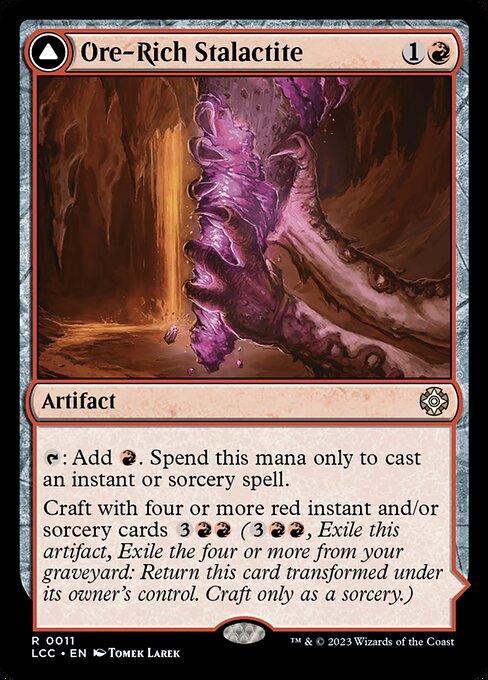 Ore-Rich Stalactite 1
Artifact
: Add . Spend this mana only to cast
an instant or sorcery spell.
Craft with four or more red instant and/or
sorcery cards 3 (3, Exile this
artifact, Exile the four or more from your
graveyard: Return this card transformed under
its owner's control. Craft only as a sorcery.)
R 0011
LCC • EN Tomek Larek
™ & © 2023 Wizards of the Coast